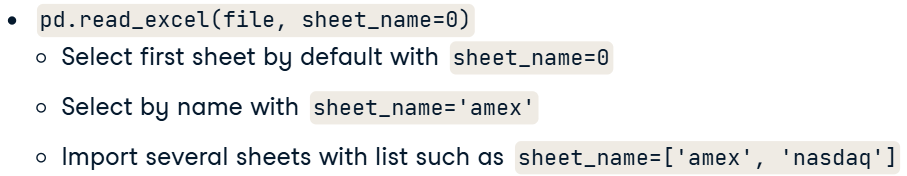 • pd.read_excel(file, sheet_name=0)
◦ Select first sheet by default with sheet_name=0
◦ Select by name with sheet_name='amex'
◦ Import several sheets with list such as sheet_name=['amex', 'nasdaq']